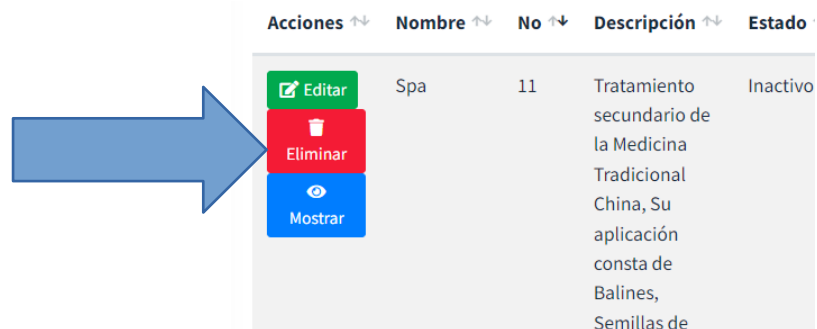 Acciones Nombre No Descripción Estado
Editar
Eliminar
Mostrar
Spa
11
Tratamiento
secundario de
la Medicina
Tradicional
China, Su
aplicación
consta de
Balines,
Semillas de
Inactivo